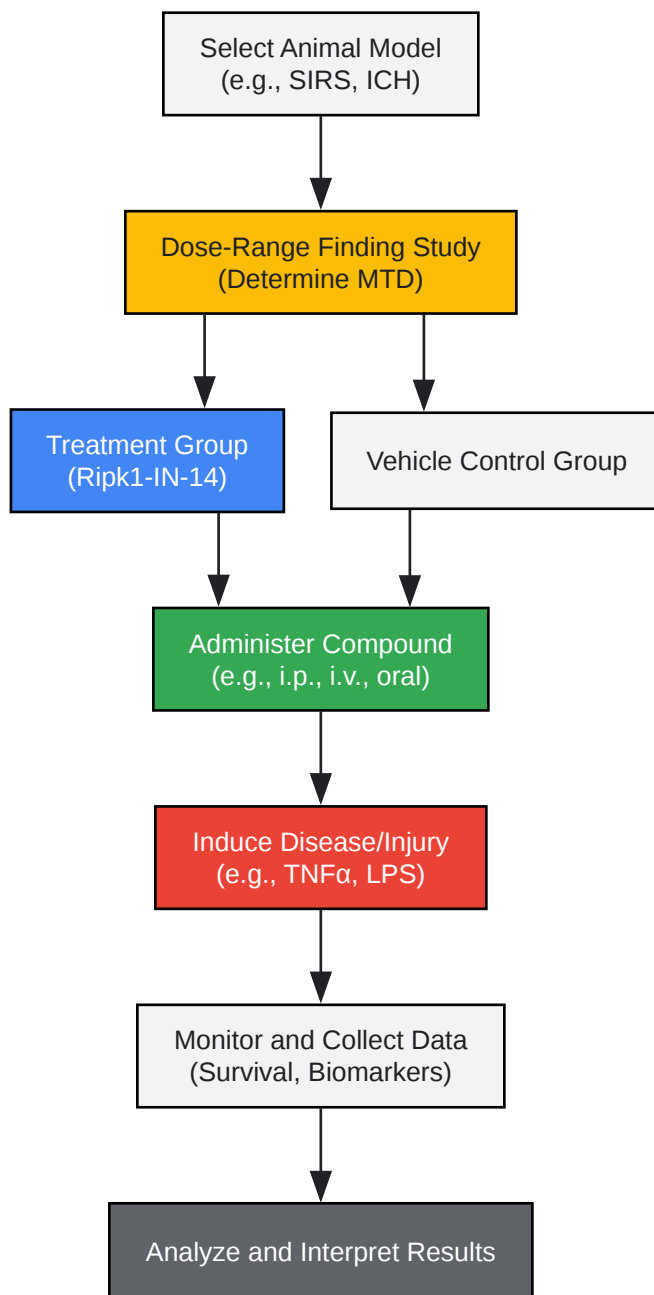 Select Animal Model
(e.g., SIRS, ICH)
Dose-Range Finding Study
(Determine MTD)
Treatment Group
(Ripk1-IN-14)
Vehicle Control Group
Administer Compound
(e.g., i.p., i.v., oral)
Induce Disease/Injury
(e.g., TNFα, LPS)
Monitor and Collect Data
(Survival, Biomarkers)
Analyze and Interpret Results